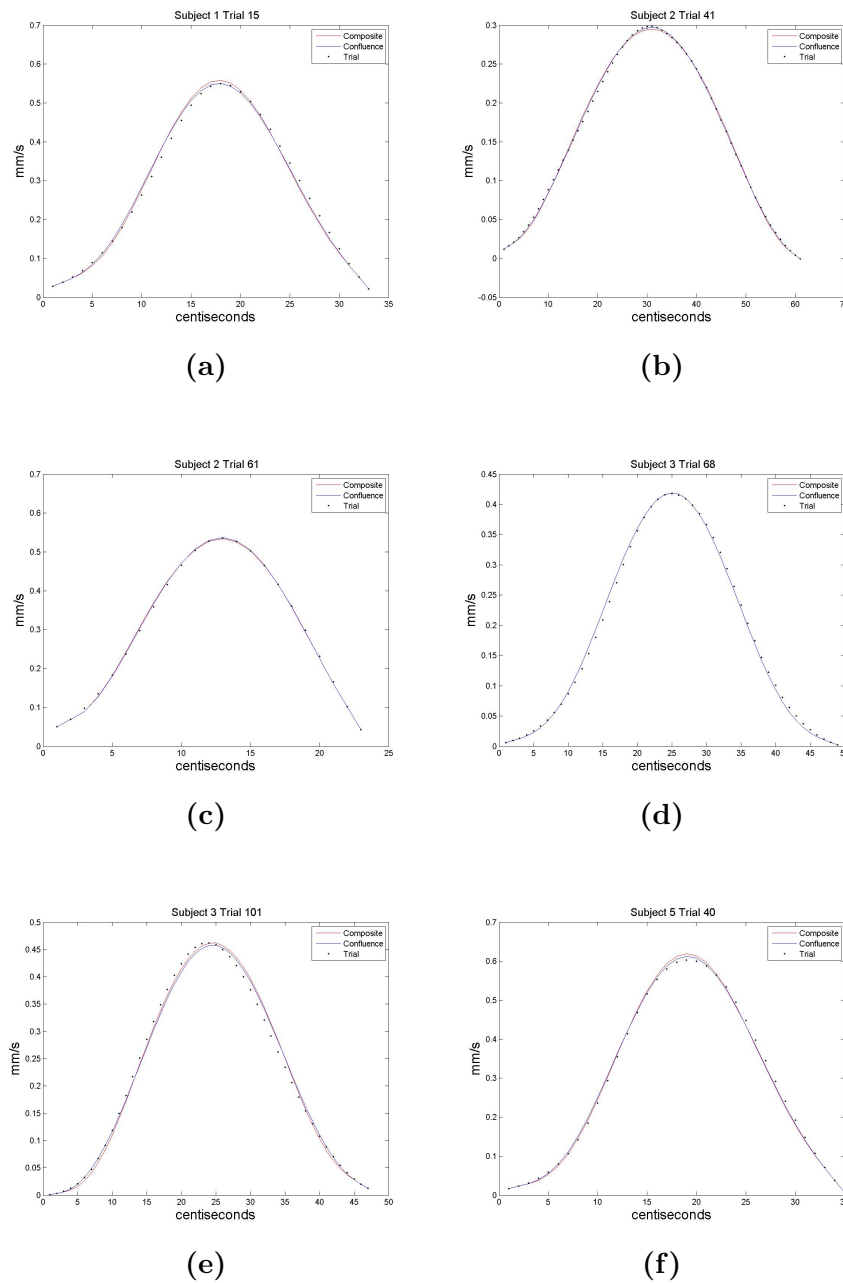 Subject 1 Trial 15
0.7
0.6
0.5
0.4
0.3
0.2
0.1
0
mm/s
Composite
Confluence
Trial
0 5 10 15 20 25 30 35
centiseconds
(a)
Subject 2 Trial 41
0.3
0.25
0.2
0.15
0.1
0.05
0
-0.05
mm/s
Composite
Confluence
Trial
0 10 20 30 40 50 60
centiseconds
(b)
Subject 2 Trial 61
0.7
0.6
0.5
0.4
0.3
0.2
0.1
0
mm/s
Composite
Confluence
Trial
0 5 10 15 20 25
centiseconds
(c)
Subject 3 Trial 68
0.45
0.4
0.35
0.3
0.25
0.2
0.15
0.1
0.05
0
mm/s
Composite
Confluence
Trial
0 5 10 15 20 25 30 35 40 45
centiseconds
(d)
Subject 3 Trial 101
0.5
0.45
0.4
0.35
0.3
0.25
0.2
0.15
0.1
0.05
0
mm/s
Composite
Confluence
Trial
0 5 10 15 20 25 30 35 40 45 50
centiseconds
(e)
Subject 5 Trial 40
0.7
0.6
0.5
0.4
0.3
0.2
0.1
0
mm/s
Composite
Confluence
Trial
0 5 10 15 20 25 30
centiseconds
(f)